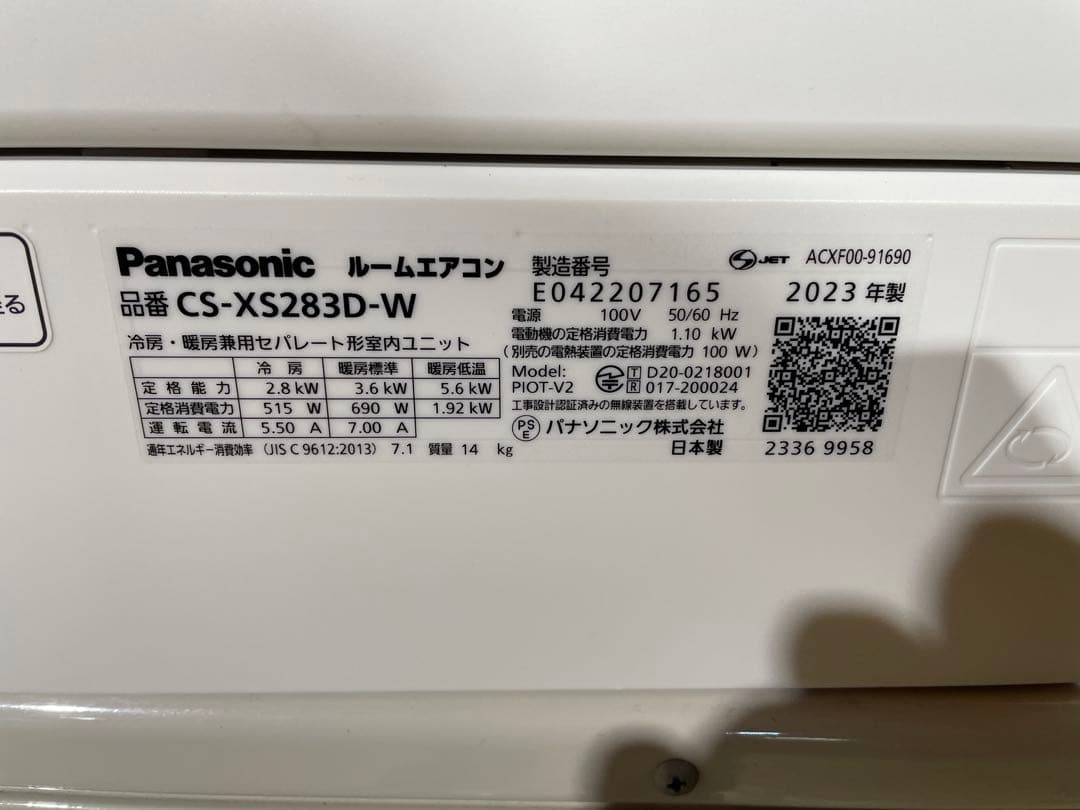 Panasonic ルームエアコン
品番 CS-XS283D-W
冷房・暖房兼用セパレート形室内ユニット
冷房 暖房標準 暖房低温
定格能力 2.8 kW 3.6 kW 5.6 kW
定格消費電力 515 W 690 W 1.92 kW
運転電流 5.50 A 7.00 A
通年エネルギー消費効率 (JIS C 9612:2013) 7.1 質量 14 kg
製造番号
E042207165
JET ACXF00-91690
2023 年製
電源 100V 50/60 Hz
電動機の定格消費電力 1.10 kW
(別売の電熱装置の定格消費電力 100 W)
Model:
PIOT-V2
T D20-0218001
R 017-200024
工事設計認証済みの無線装置を搭載しています。
PS
E
パナソニック株式会社
日本製
2336 9958
る